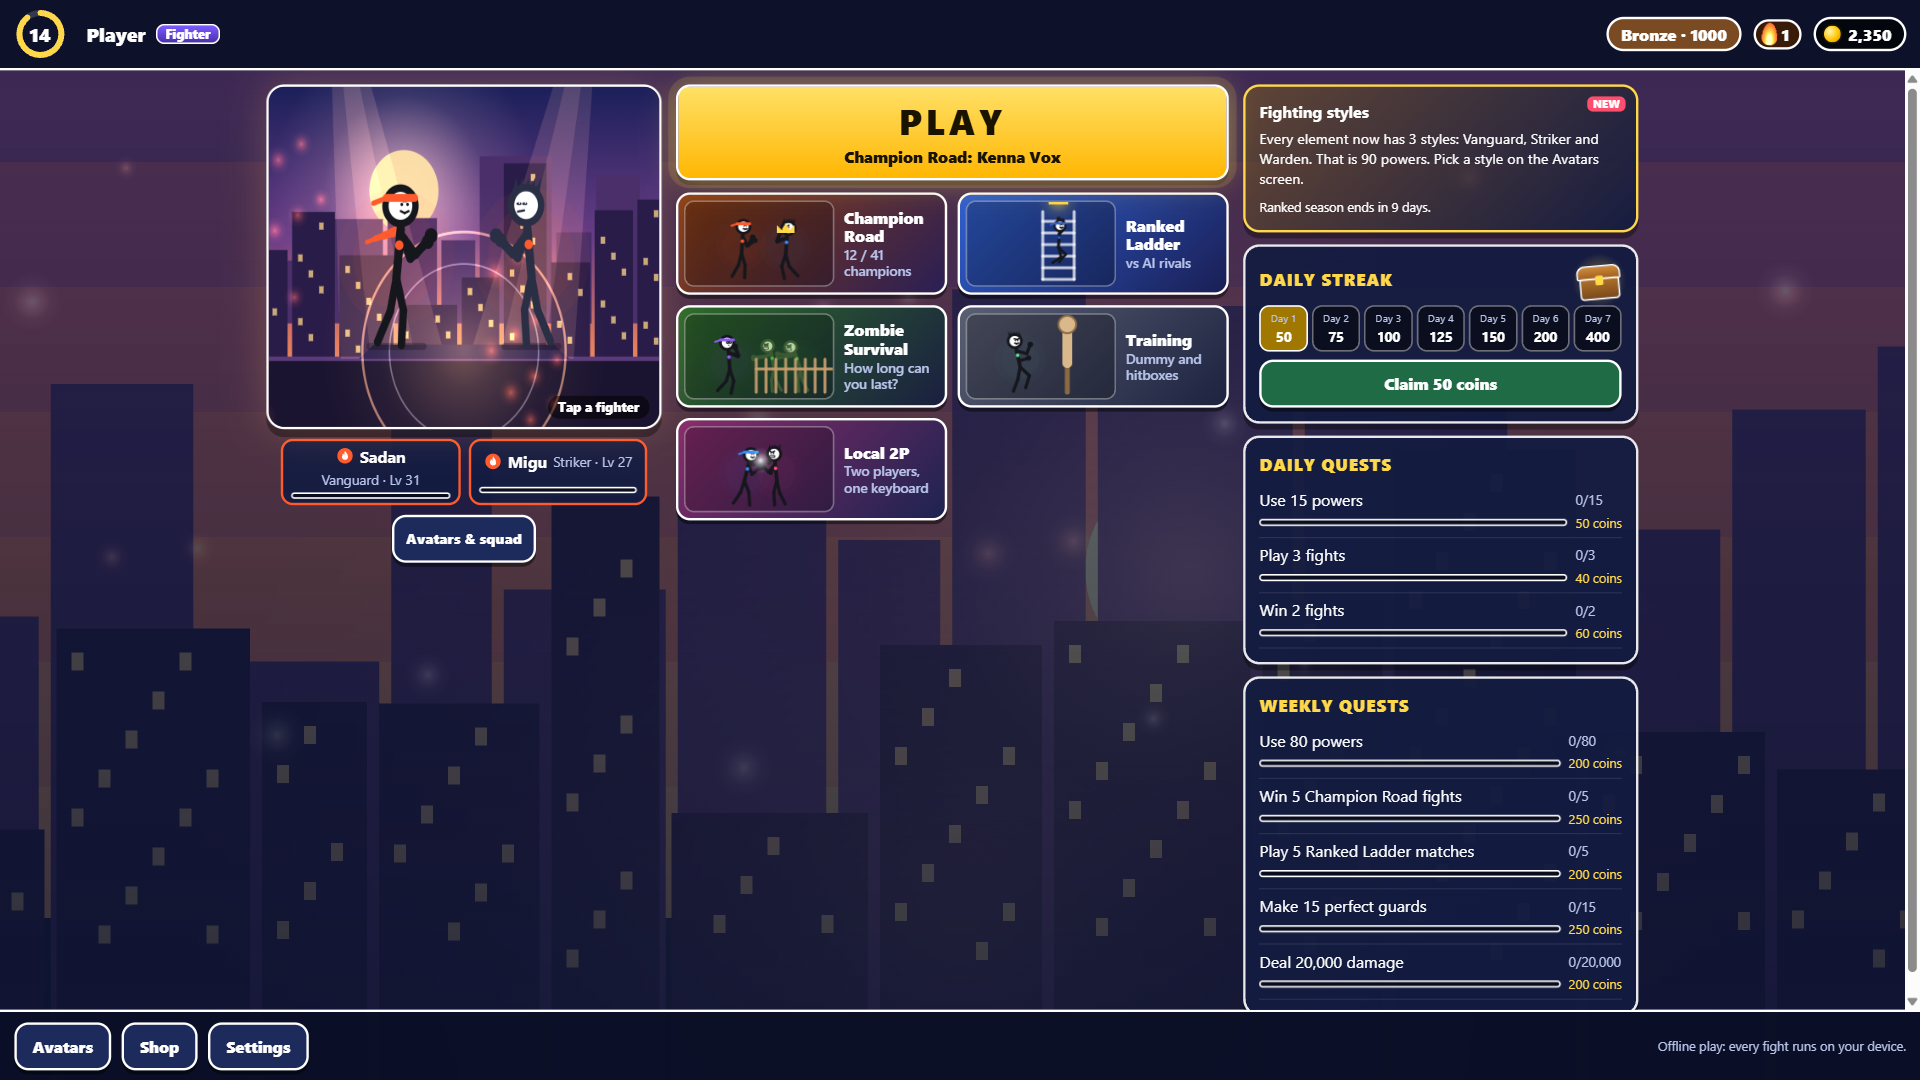 14 Player Fighter
Bronze · 1000
1
2,350
Tap a fighter
Sadan
Vanguard · Lv 31
Migu Striker · Lv 27
Avatars & squad
PLAY
Champion Road: Kenna Vox
Champion
Road
12 / 41
champions
Ranked
Ladder
vs AI rivals
Zombie
Survival
How long can
you last?
Training
Dummy and
hitboxes
Local 2P
Two players,
one keyboard
NEW
Fighting styles
Every element now has 3 styles: Vanguard, Striker and
Warden. That is 90 powers. Pick a style on the Avatars
screen.
Ranked season ends in 9 days.
DAILY STREAK
Day 1 Day 2 Day 3 Day 4 Day 5 Day 6 Day 7
50 75 100 125 150 200 400
Claim 50 coins
DAILY QUESTS
Use 15 powers 0/15
50 coins
Play 3 fights 0/3
40 coins
Win 2 fights 0/2
60 coins
WEEKLY QUESTS
Use 80 powers 0/80
200 coins
Win 5 Champion Road fights 0/5
250 coins
Play 5 Ranked Ladder matches 0/5
200 coins
Make 15 perfect guards 0/15
250 coins
Deal 20,000 damage 0/20,000
200 coins
Avatars Shop Settings
Offline play: every fight runs on your device.